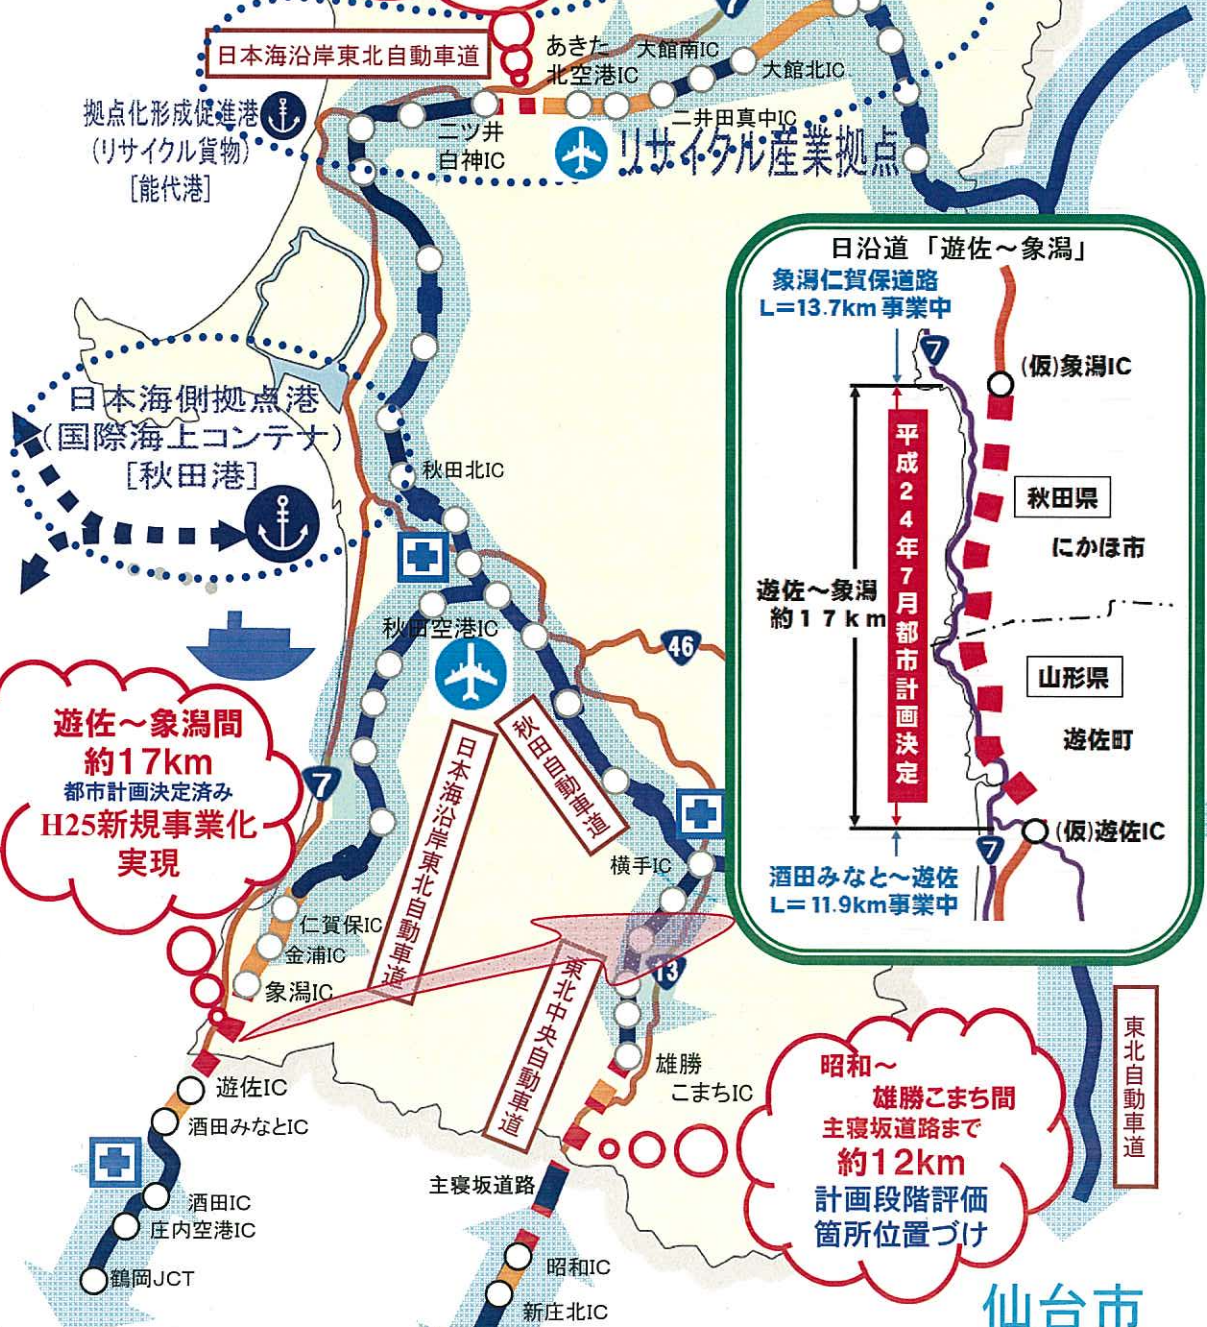 7
日本海沿岸東北自動車道
あきた
北空港IC
大館南IC
大館北IC
拠点化形成促進港
(リサイクル貨物)
[能代港]
二ツ井
白神IC
二井田真中IC
リサイクル産業拠点
日本海側拠点港
(国際海上コンテナ)
[秋田港]
秋田北IC
秋田空港IC
46
日沿道「遊佐～象潟」
象潟仁賀保道路
L=13.7km 事業中
7
(仮)象潟IC
平成24年7月都市計画決定
秋田県
にかほ市
遊佐～象潟
約17km
山形県
遊佐町
(仮)遊佐IC
7
酒田みなと～遊佐
L=11.9km事業中
遊佐～象潟間
約17km
都市計画決定済み
H25新規事業化
実現
7
日本海沿岸東北自動車道
秋田自動車道
横手IC
仁賀保IC
金浦IC
象潟IC
13
東北中央自動車道
遊佐IC
酒田みなとIC
酒田IC
庄内空港IC
鶴岡JCT
雄勝
こまちIC
主寝坂道路
昭和IC
新庄北IC
昭和～
雄勝こまち間
主寝坂道路まで
約12km
計画段階評価
箇所位置づけ
東北自動車道
仙台市